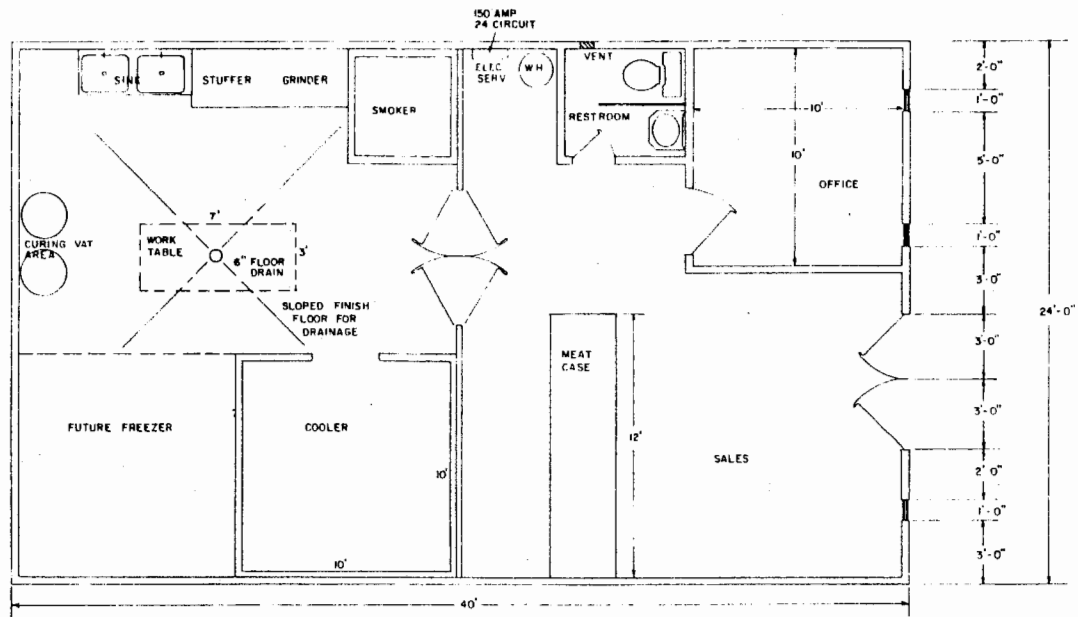 150 AMP
24 CIRCUIT
SINK
STUFFER GRINDER
SMOKER
ELEC
SERV
WH
VENT
RESTROOM
10'
10'
OFFICE
2'-0"
1'-0"
5'-0"
1'-0"
3'-0"
3'-0"
3'-0"
2'-0"
1'-0"
3'-0"
24'-0"
CURING VAT
AREA
7'
WORK
TABLE
3'
6" FLOOR
DRAIN
SLOPED FINISH
FLOOR FOR
DRAINAGE
MEAT
CASE
12'
FUTURE FREEZER
COOLER
10'
10'
SALES
40'